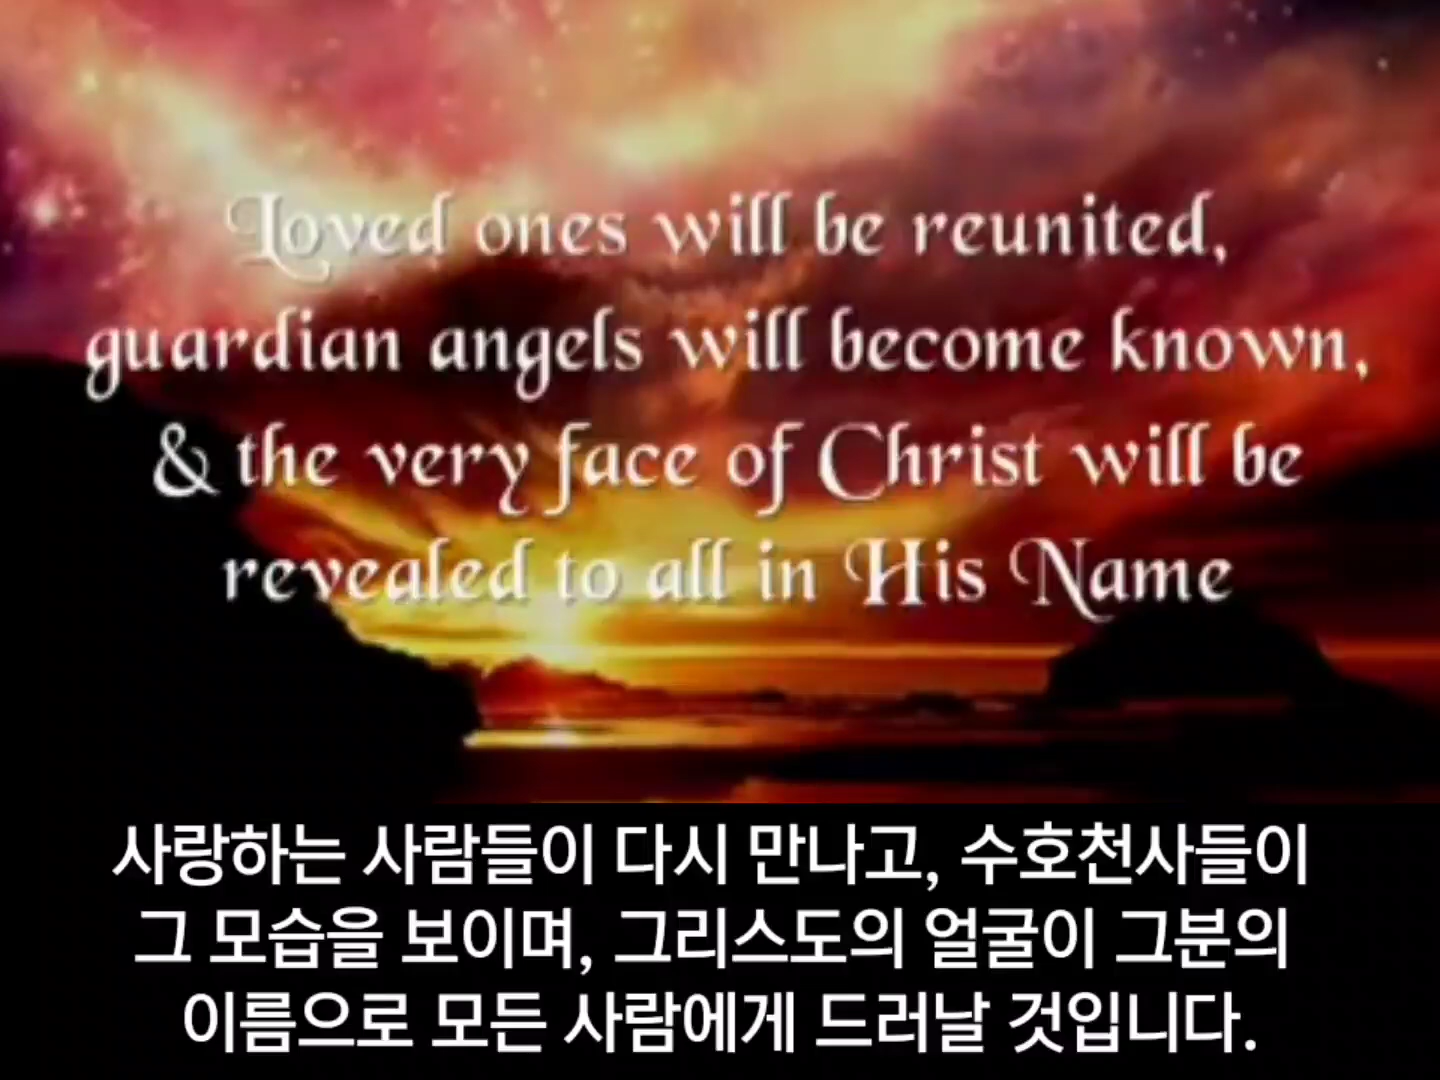 Loved ones will be reunited,
guardian angels will become known,
& the very face of Christ will be
revealed to all in His Name
사랑하는 사람들이 다시 만나고, 수호천사들이
그 모습을 보이며, 그리스도의 얼굴이 그분의
이름으로 모든 사람에게 드러날 것입니다.